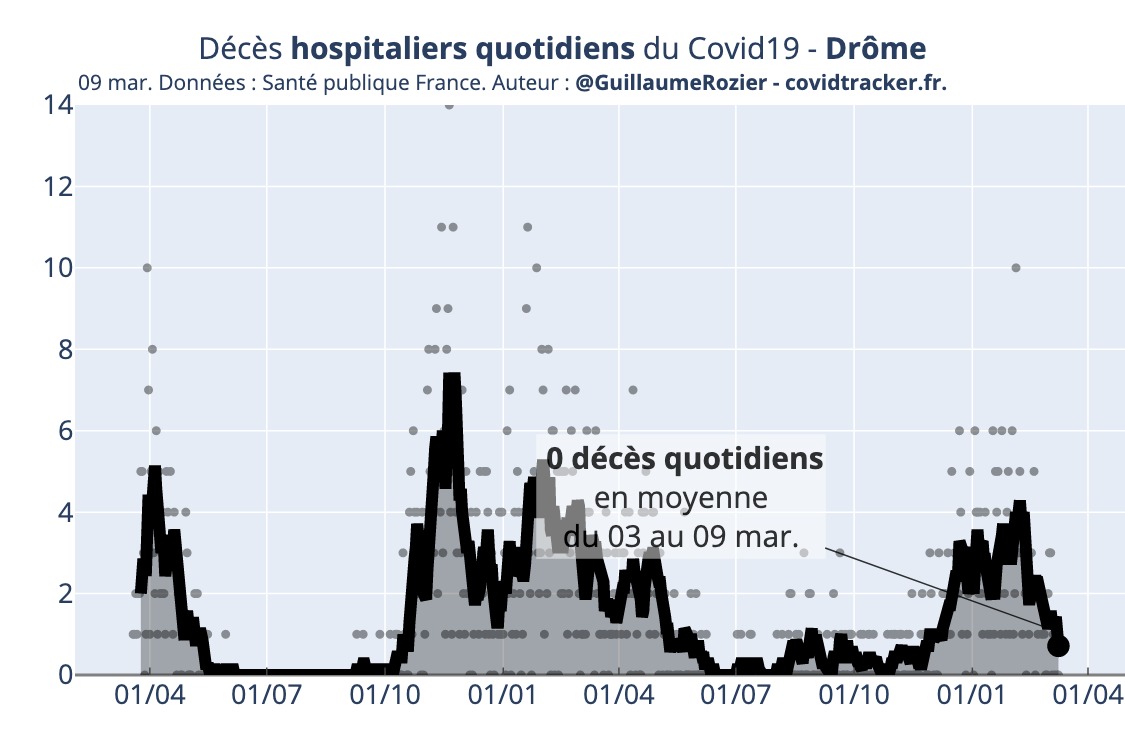 Décès hospitaliers quotidiens du Covid19 - Drôme
09 mar. Données : Santé publique France. Auteur : @GuillaumeRozier - covidtracker.fr.
14
12
10
8
6
4
2
0
0 décès quotidiens
en moyenne
du 03 au 09 mar.
01/04 01/07 01/10 01/01 01/04 01/07 01/10 01/01 01/04